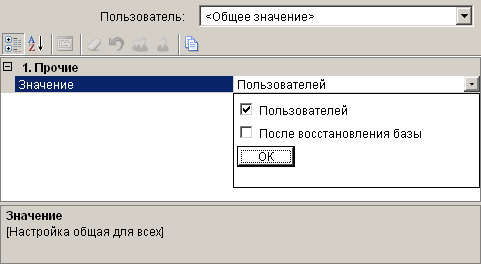 Пользователь: <Общее значение>
1. Прочие
Значение Пользователей
Пользователей
После восстановления базы
OK
Значение
[Настройка общая для всех]